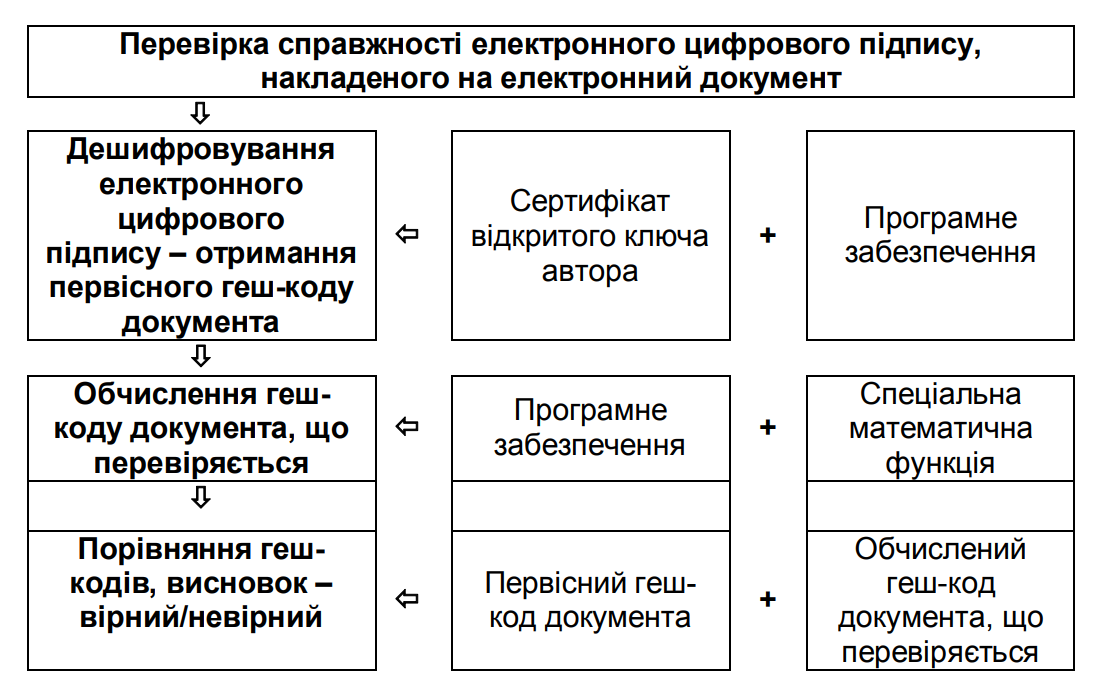 Перевірка справжності електронного цифрового підпису,
накладеного на електронний документ
Дешифровування
електронного
цифрового
підпису – отримання
первісного геш-коду
документа
Сертифікат
відкритого ключа
автора
+
Програмне
забезпечення
Обчислення геш-
коду документа, що
перевіряється
Програмне
забезпечення
+
Спеціальна
математична
функція
Порівняння геш-
кодів, висновок –
вірний/невірний
Первісний геш-
код документа
+
Обчислений
геш-код
документа, що
перевіряється